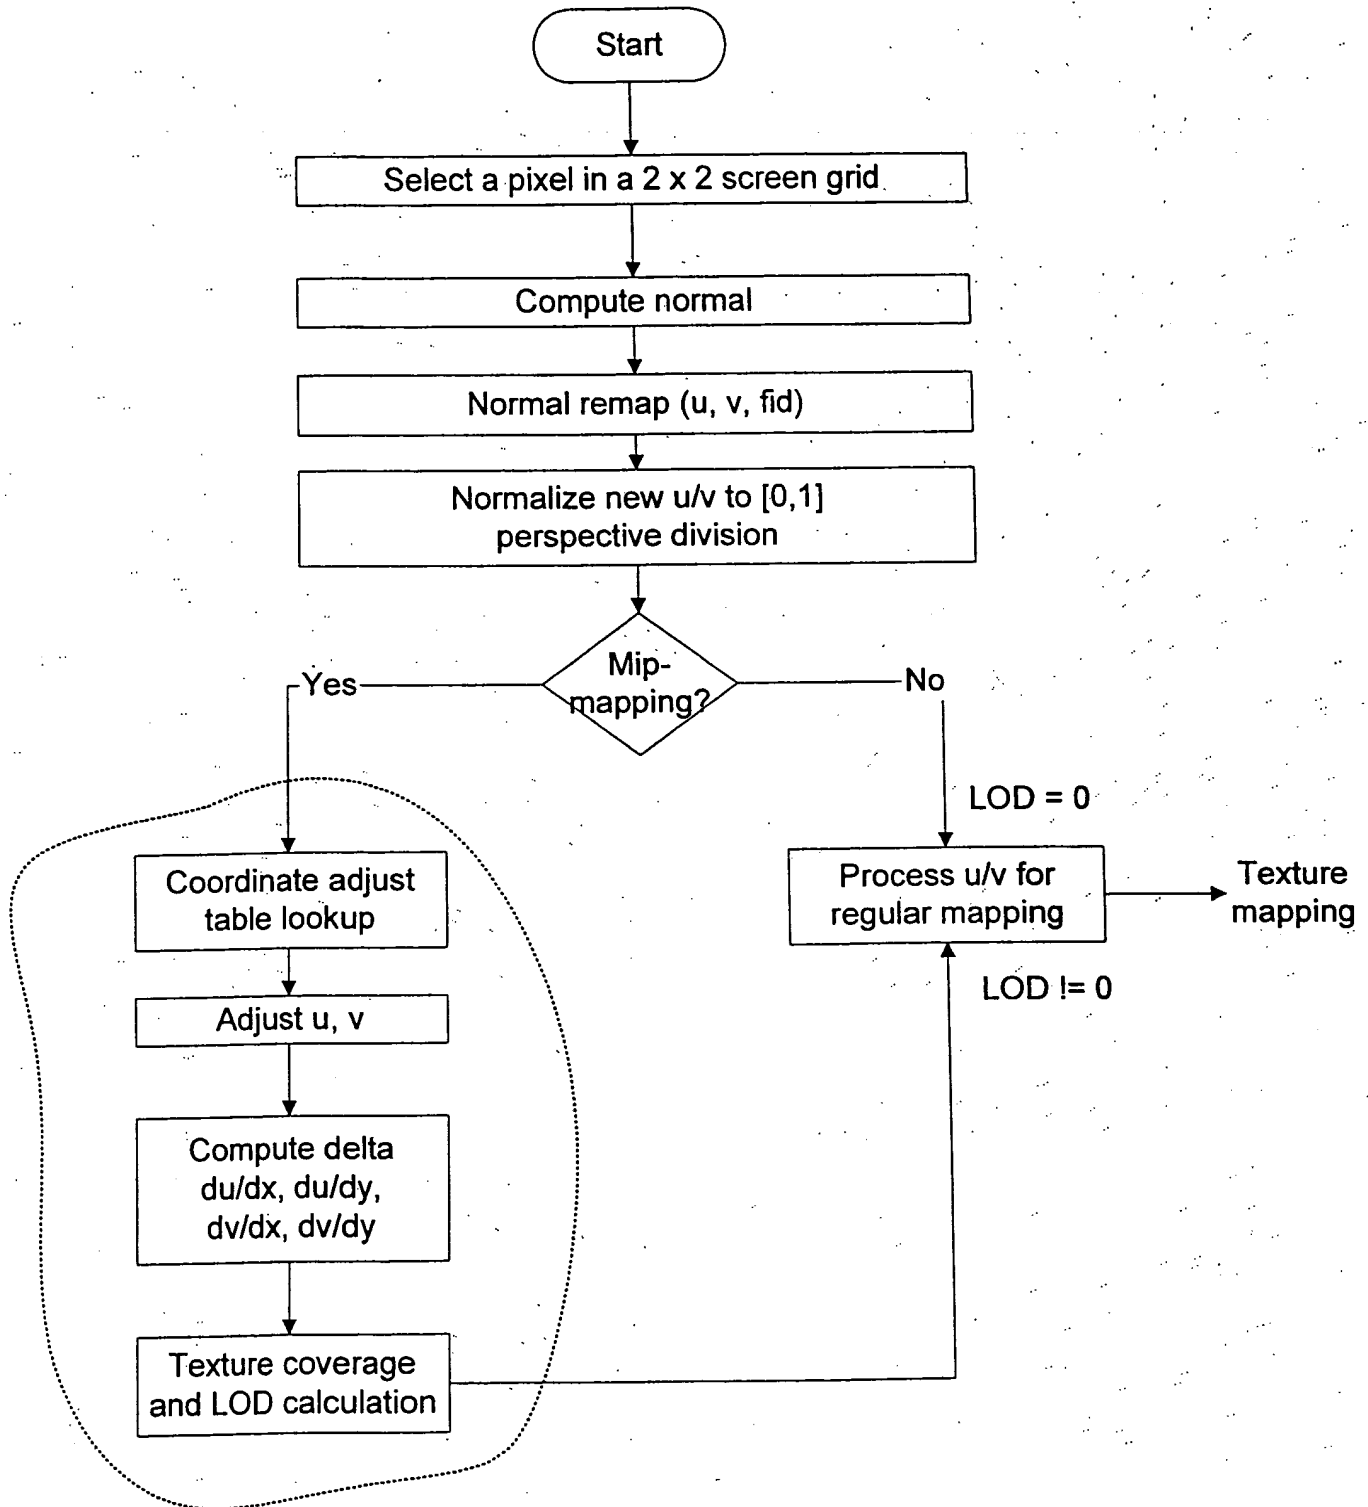 Start
Select a pixel in a 2 x 2 screen grid
Compute normal
Normal remap (u, v, fid)
Normalize new u/v to [0,1]
perspective division
Mip-
mapping?
Yes
No
LOD = 0
Coordinate adjust
table lookup
Process u/v for
regular mapping
Texture
mapping
LOD != 0
Adjust u, v
Compute delta
du/dx, du/dy,
dv/dx, dv/dy
Texture coverage
and LOD calculation